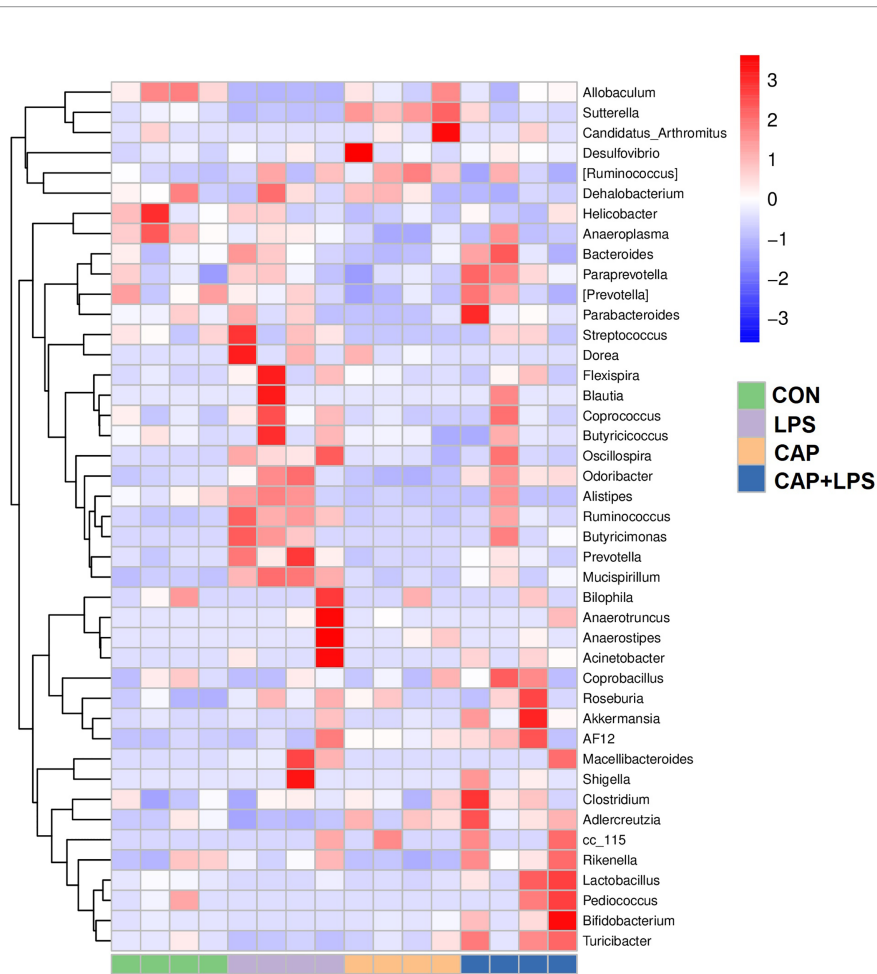 Allobaculum
Sutterella
Candidatus_Arthromitus
Desulfovibrio
[Ruminococcus]
Dehalobacterium
Helicobacter
Anaeroplasma
Bacteroides
Paraprevotella
[Prevotella]
Parabacteroides
Streptococcus
Dorea
Flexispira
Blautia
Coprococcus
Butyricicoccus
Oscillospira
Odoribacter
Alistipes
Ruminococcus
Butyricimonas
Prevotella
Mucispirillum
Bilophila
Anaerotruncus
Anaerostipes
Acinetobacter
Coprobacillus
Roseburia
Akkermansia
AF12
Macellibacteroides
Shigella
Clostridium
Adlercreutzia
cc_115
Rikenella
Lactobacillus
Pediococcus
Bifidobacterium
Turicibacter
3
2
1
0
−1
−2
−3
CON
LPS
CAP
CAP+LPS